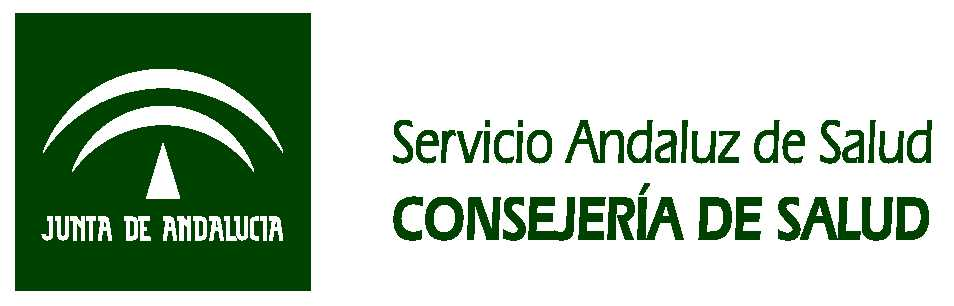 JUNTA DE ANDALUCIA
Servicio Andaluz de Salud
CONSEJERÍA DE SALUD